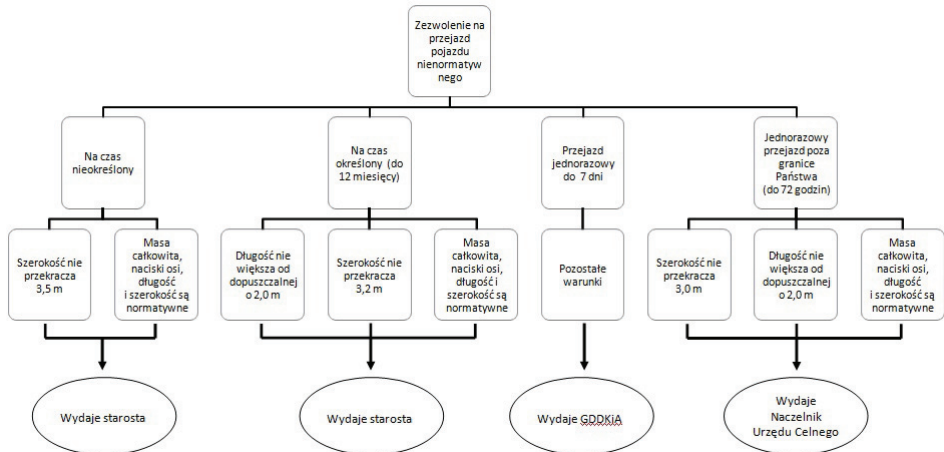 Zezwolenie na
przejazd
pojazdu
nienormatyw
nego
Na czas
nieokreślony
Na czas
określony (do
12 miesięcy)
Przejazd
jednorazowy
do 7 dni
Jednorazowy
przejazd poza
granice
Państwa
(do 72 godzin)
Szerokość nie
przekracza
3,5 m
Masa
całkowita,
naciski osi,
długość
i szerokość są
normatywne
Długość nie
większa od
dopuszczalnej
o 2,0 m
Szerokość nie
przekracza
3,2 m
Masa
całkowita,
naciski osi,
długość
i szerokość są
normatywne
Pozostałe
warunki
Szerokość nie
przekracza
3,0 m
Długość nie
większa od
dopuszczalnej
o 2,0 m
Masa
całkowita,
naciski osi,
długość
i szerokość są
normatywne
Wydaje starosta
Wydaje starosta
Wydaje GDDKiA
Wydaje
Naczelnik
Urzędu Celnego